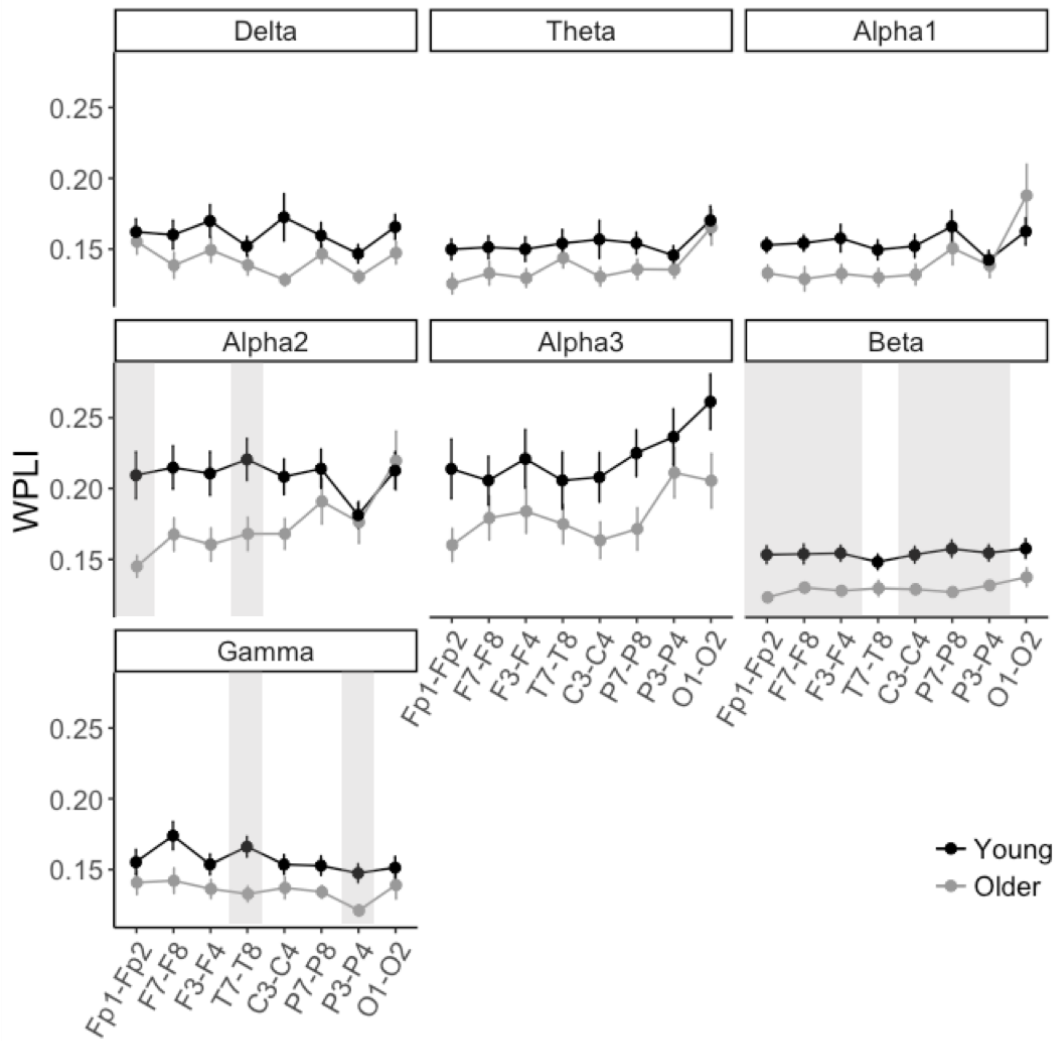 Delta
Theta
Alpha1
0.25
0.20
0.15
Alpha2
Alpha3
Beta
WPLI
0.25
0.20
0.15
Fp1-Fp2
F7-F8
F3-F4
T7-T8
C3-C4
P7-P8
P3-P4
O1-O2
Fp1-Fp2
F7-F8
F3-F4
T7-T8
C3-C4
P7-P8
P3-P4
O1-O2
Gamma
0.25
0.20
0.15
Fp1-Fp2
F7-F8
F3-F4
T7-T8
C3-C4
P7-P8
P3-P4
O1-O2
Young
Older